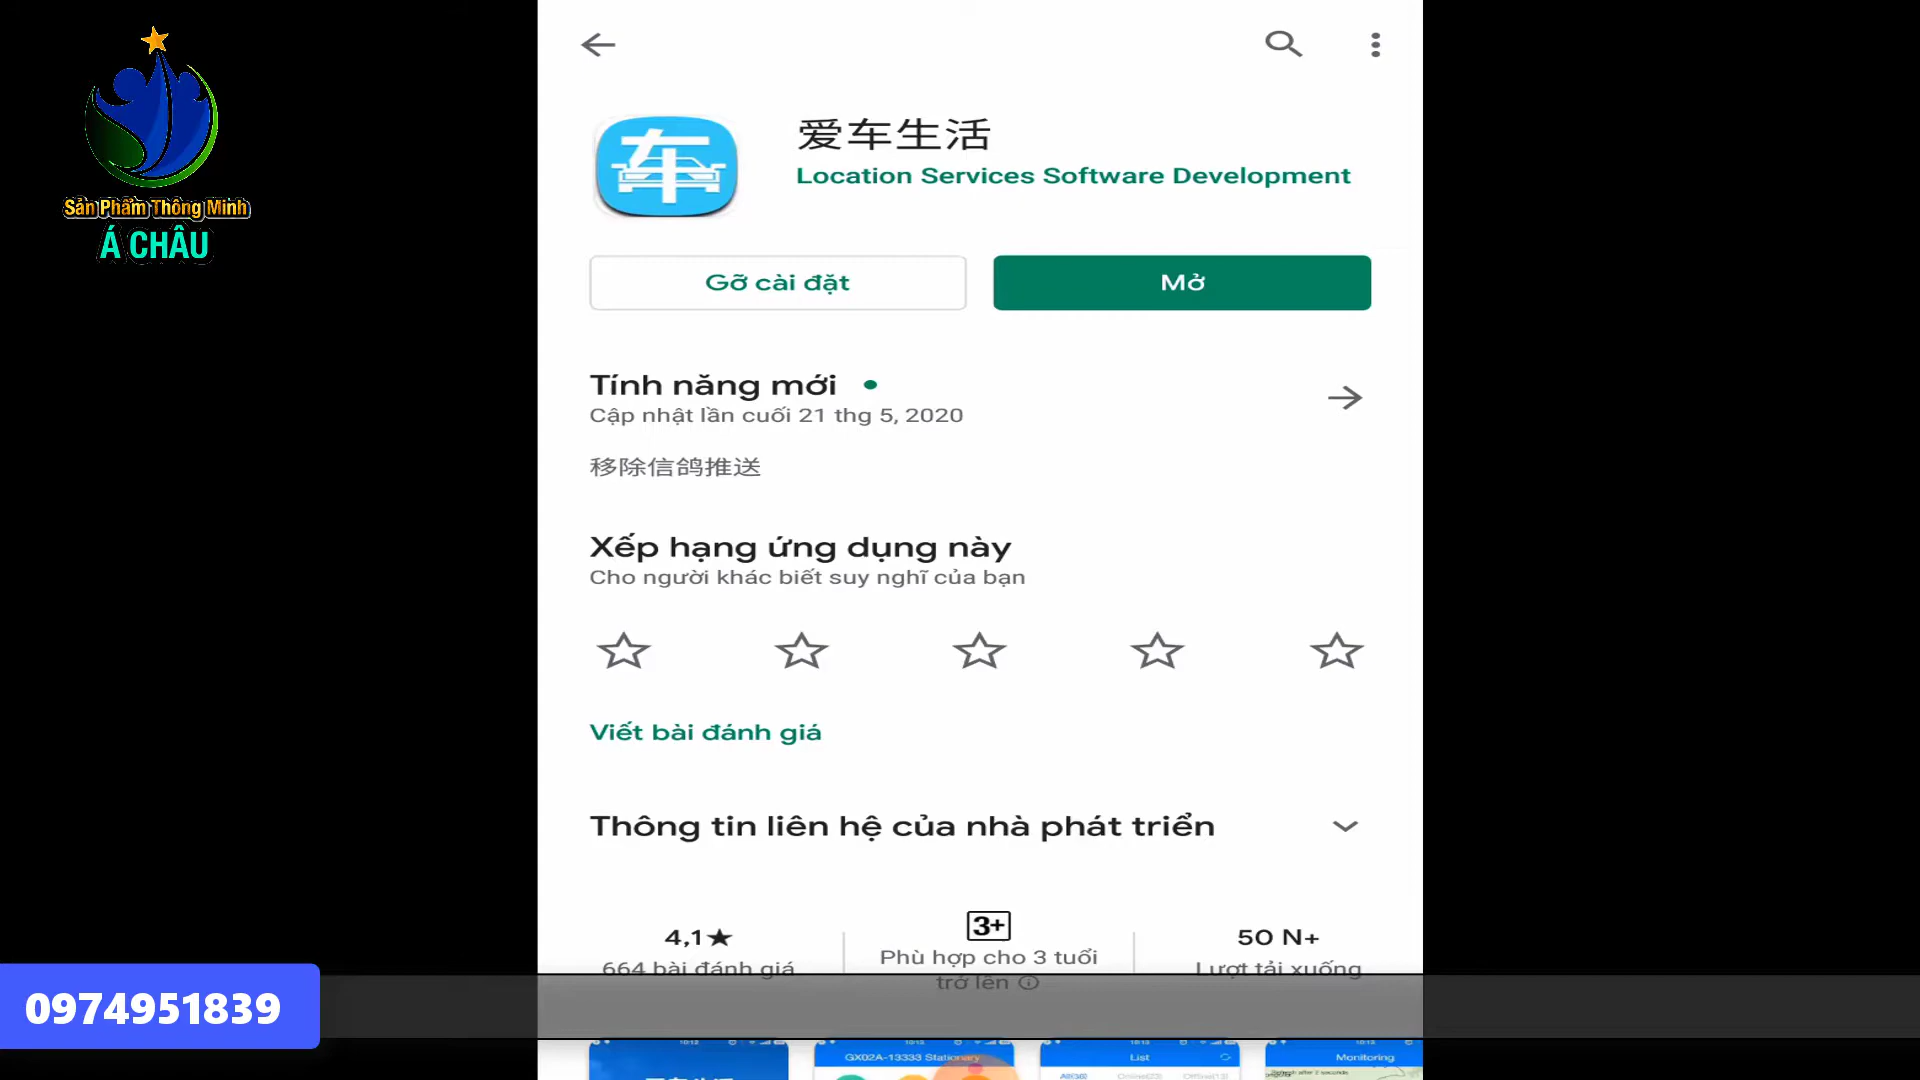 Sản Phẩm Thông Minh
Á CHÂU
车
爱车生活
Location Services Software Development
Gỡ cài đặt
Mở
Tính năng mới
Cập nhật lần cuối 21 thg 5, 2020
移除信鸽推送
Xếp hạng ứng dụng này
Cho người khác biết suy nghĩ của bạn
Viết bài đánh giá
Thông tin liên hệ của nhà phát triển
4,1★
664 bài đánh giá
3+
Phù hợp cho 3 tuổi
trở lên
50 N+
Lượt tải xuống
0974951839
GX02A-13333 Stationary
List
Monitoring